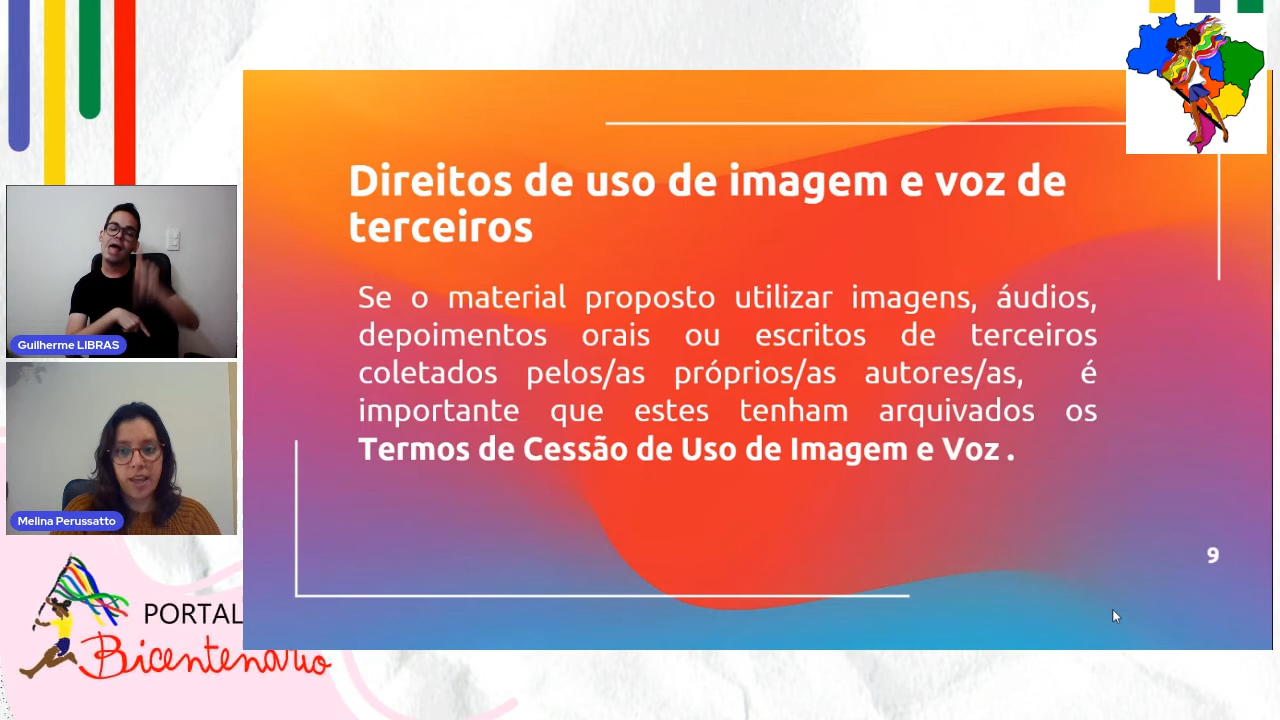 Direitos de uso de imagem e voz de
terceiros
Se o material proposto utilizar imagens, áudios,
depoimentos orais ou escritos de terceiros
coletados pelos/as próprios/as autores/as, é
importante que estes tenham arquivados os
Termos de Cessão de Uso de Imagem e Voz .
9
Guilherme LIBRAS
Melina Perussatto
PORTAL
Bicentenário